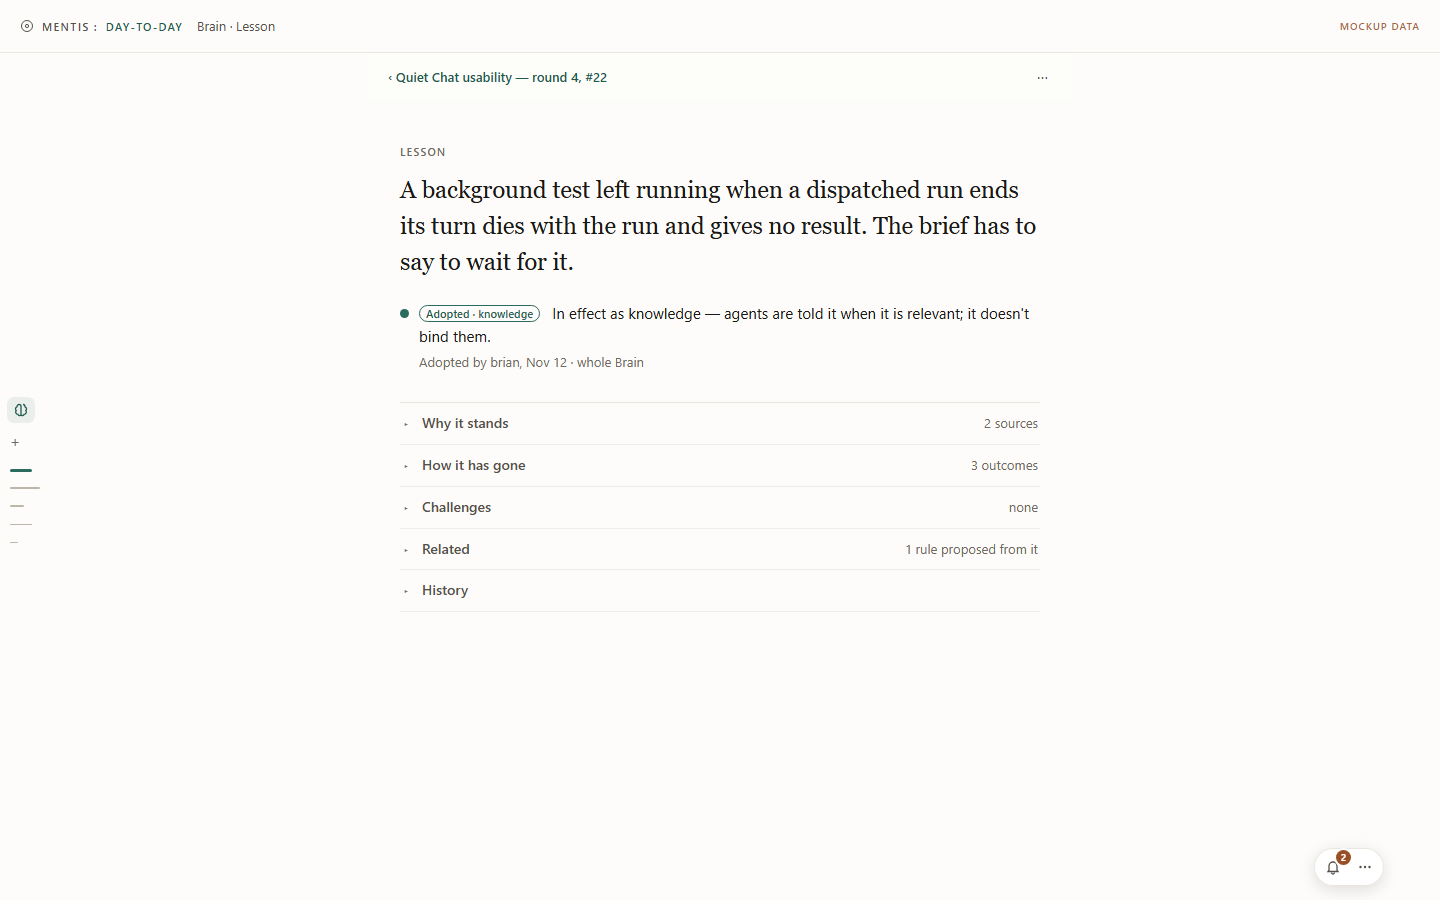 MENTIS : DAY-TO-DAY Brain · Lesson
MOCKUP DATA
‹ Quiet Chat usability — round 4, #22
···
LESSON
A background test left running when a dispatched run ends
its turn dies with the run and gives no result. The brief has to
say to wait for it.
Adopted · knowledge In effect as knowledge — agents are told it when it is relevant; it doesn't
bind them.
Adopted by brian, Nov 12 · whole Brain
Why it stands 2 sources
+
How it has gone 3 outcomes
Challenges none
Related 1 rule proposed from it
History
2
···